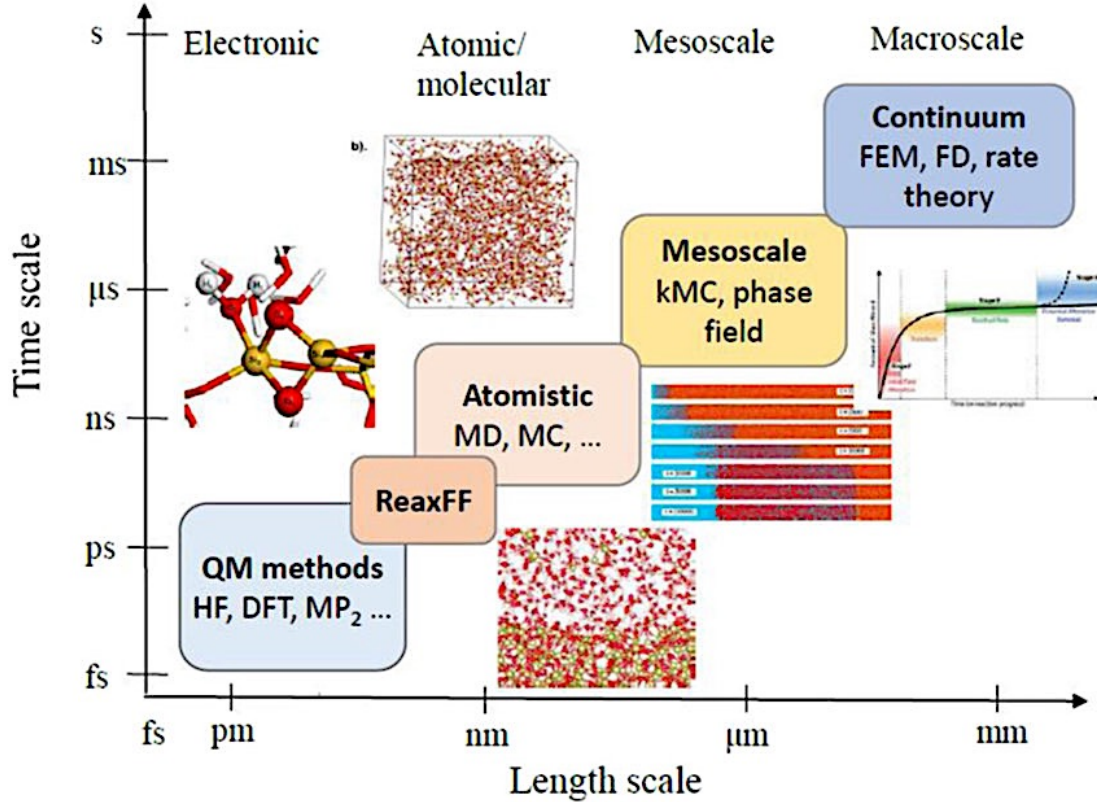 s
Electronic
Atomic/
molecular
Mesoscale
Macroscale
Continuum
FEM, FD, rate
theory
ms
b).
Mesoscale
kMC, phase
field
μs
Time scale
Atomistic
MD, MC, ...
ns
ReaxFF
ps
QM methods
HF, DFT, MP₂ ...
fs
fs
pm
nm
μm
mm
Length scale